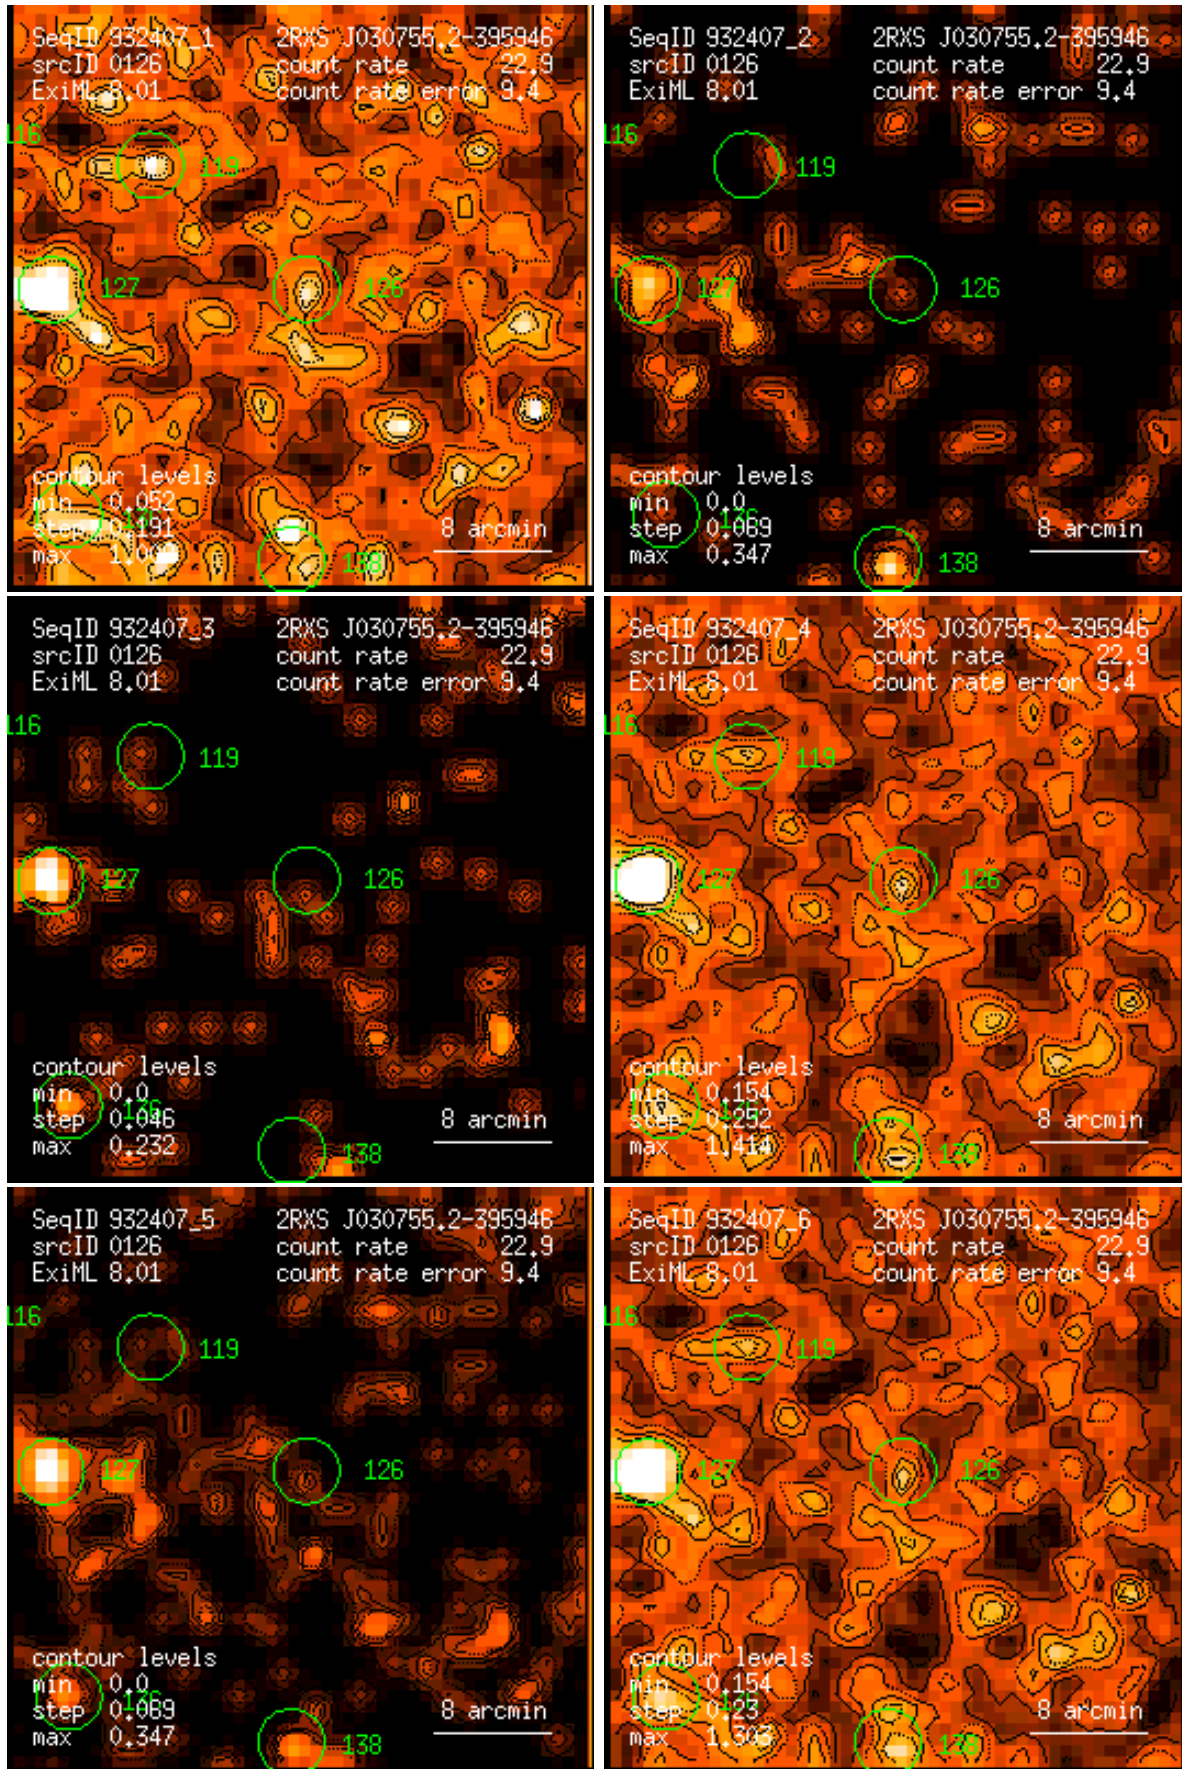 SeqID 932407_1 2RXS J030755.2-395946
srcID 0126 count rate 22.9
ExiML 8.01 count rate error 9.4
116
119
127
126
contour levels
min 0.052
step 0.191
max
8 arcmin
138
SeqID 932407_2 2RXS J030755.2-395946
srcID 0126 count rate 22.9
ExiML 8.01 count rate error 9.4
116
119
127
126
contour levels
min 0.0
step 0.069
max 0.347
8 arcmin
138
SeqID 932407_3 2RXS J030755.2-395946
srcID 0126 count rate 22.9
ExiML 8.01 count rate error 9.4
116
119
127
126
contour levels
min 0.0
step 0.046
max 0.232
8 arcmin
138
SeqID 932407_4 2RXS J030755.2-395946
srcID 0126 count rate 22.9
ExiML 8.01 count rate error 9.4
116
119
127
126
contour levels
min 0.154
step 0.252
max 1.414
8 arcmin
138
SeqID 932407_5 2RXS J030755.2-395946
srcID 0126 count rate 22.9
ExiML 8.01 count rate error 9.4
116
119
127
126
contour levels
min 0.0
step 0.069
max 0.347
8 arcmin
138
SeqID 932407_6 2RXS J030755.2-395946
srcID 0126 count rate 22.9
ExiML 8.01 count rate error 9.4
116
119
127
126
contour levels
min 0.154
step 0.23
max 1.303
8 arcmin
138